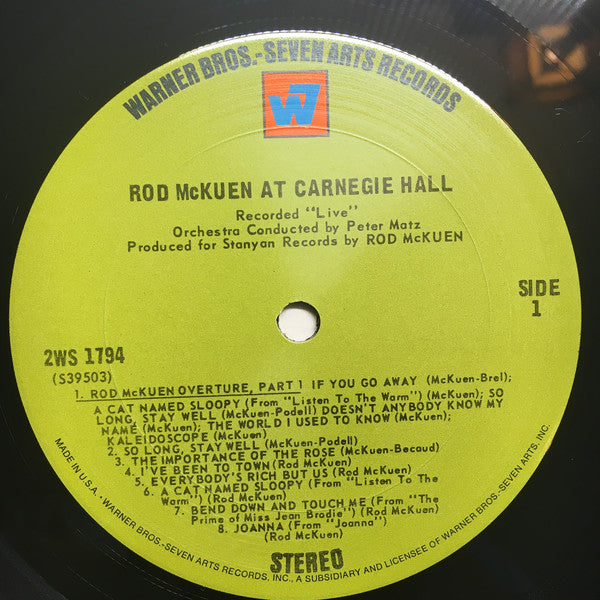 WARNER BROS.-SEVEN ARTS RECORDS
W7
ROD McKUEN AT CARNEGIE HALL
Recorded "Live"
Orchestra Conducted by Peter Matz
Produced for Stanyan Records by ROD McKUEN
SIDE
1
2WS 1794
(S39503)
1. ROD McKUEN OVERTURE, PART 1 IF YOU GO AWAY (McKuen-Brel);
A CAT NAMED SLOOPY (From "Listen To The Warm") (McKuen); SO
LONG, STAY WELL (McKuen-Podell) DOESN'T ANYBODY KNOW MY
NAME (McKuen); THE WORLD I USED TO KNOW (McKuen);
KALEIDOSCOPE (McKuen)
2. SO LONG, STAY WELL (McKuen-Podell)
3. THE IMPORTANCE OF THE ROSE (McKuen-Becaud)
4. I'VE BEEN TO TOWN (Rod McKuen)
5. EVERYBODY'S RICH BUT US (Rod McKuen)
6. A CAT NAMED SLOOPY (From "Listen To The
Warm") (Rod McKuen)
7. BEND DOWN AND TOUCH ME (From "The
Prime of Miss Jean Brodie") (Rod McKuen)
8. JOANNA (From "Joanna")
(Rod McKuen)
STEREO
MADE IN U.S.A. • WARNER BROS.-SEVEN ARTS RECORDS, INC., A SUBSIDIARY AND LICENSEE OF WARNER BROS.-SEVEN ARTS, INC.